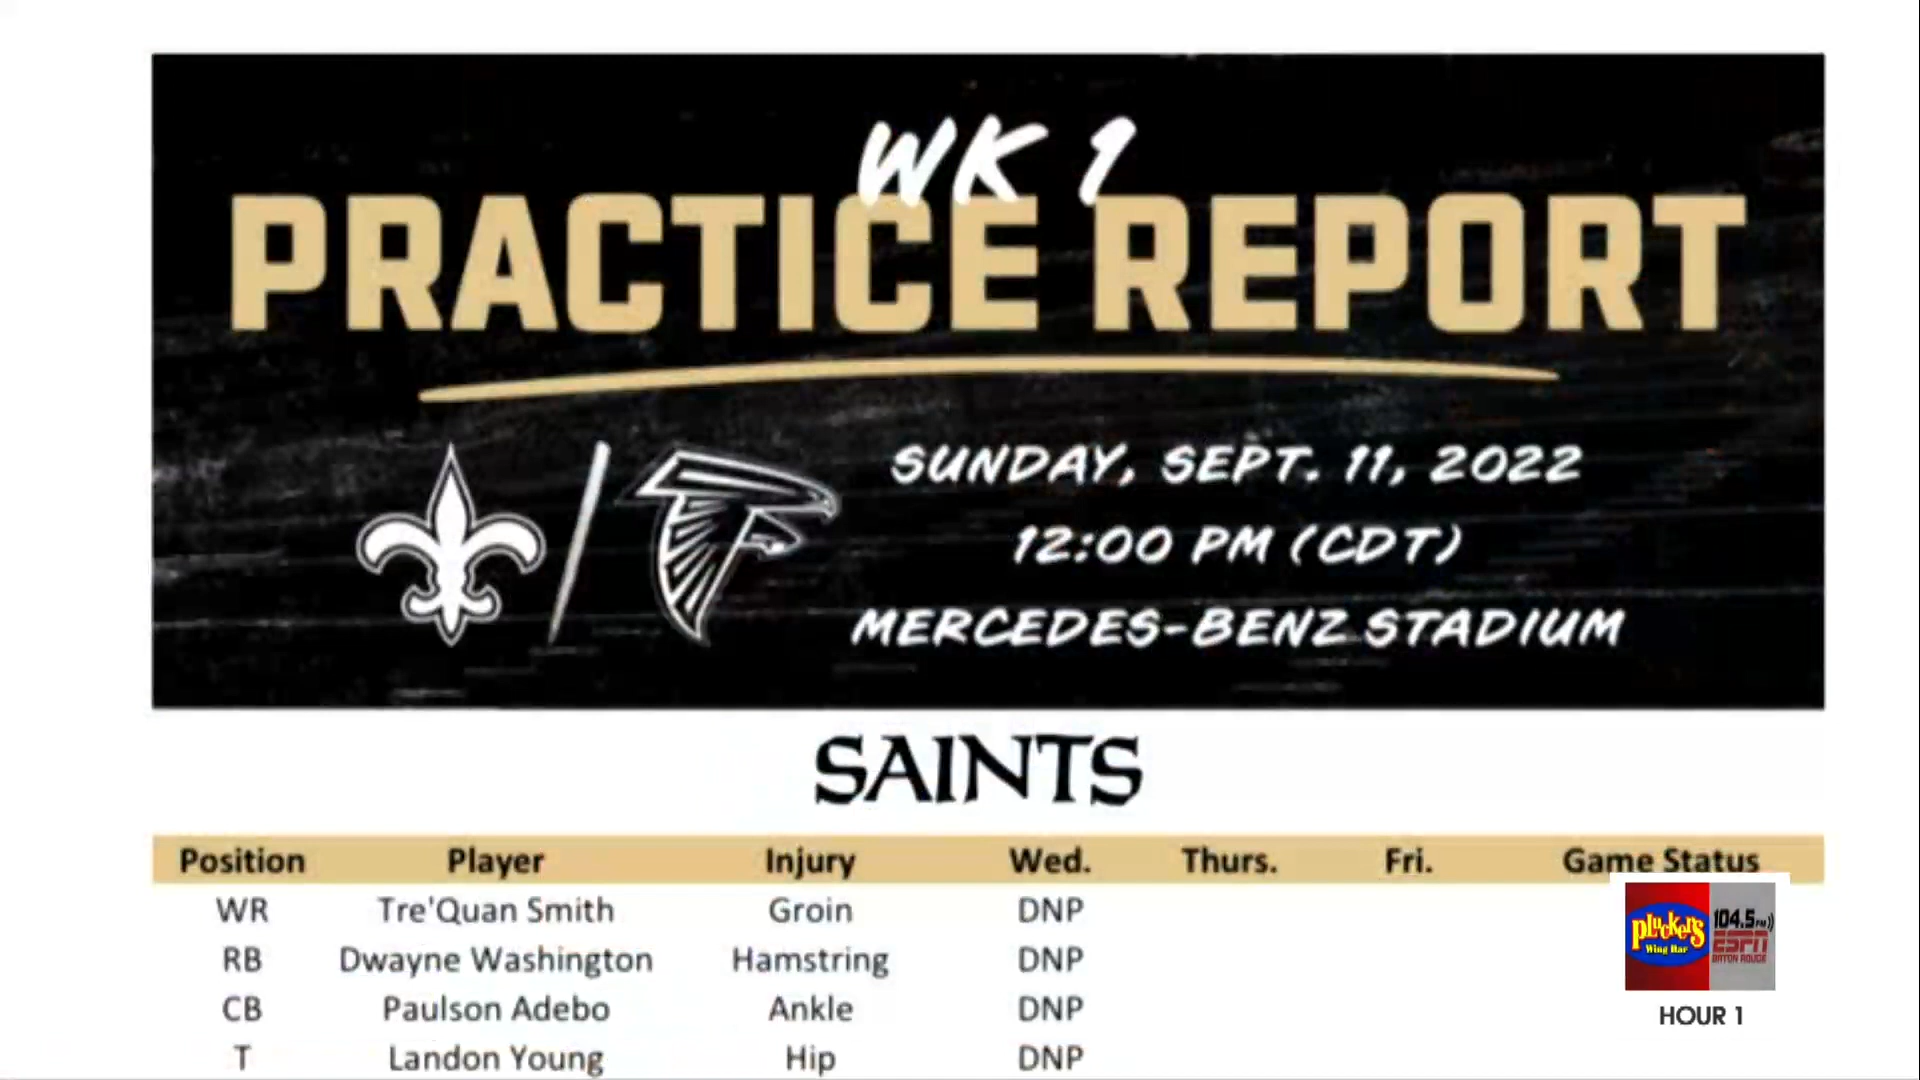 WK 1
PRACTICE REPORT
SUNDAY, SEPT. 11, 2022
12:00 PM (CDT)
MERCEDES-BENZ STADIUM
SAINTS
Position Player Injury Wed. Thurs. Fri. Game Status
WR Tre'Quan Smith Groin DNP
RB Dwayne Washington Hamstring DNP
CB Paulson Adebo Ankle DNP
T Landon Young Hip DNP
Pluckers
Wing Bar
104.5 FM
ESPN
BATON ROUGE
HOUR 1